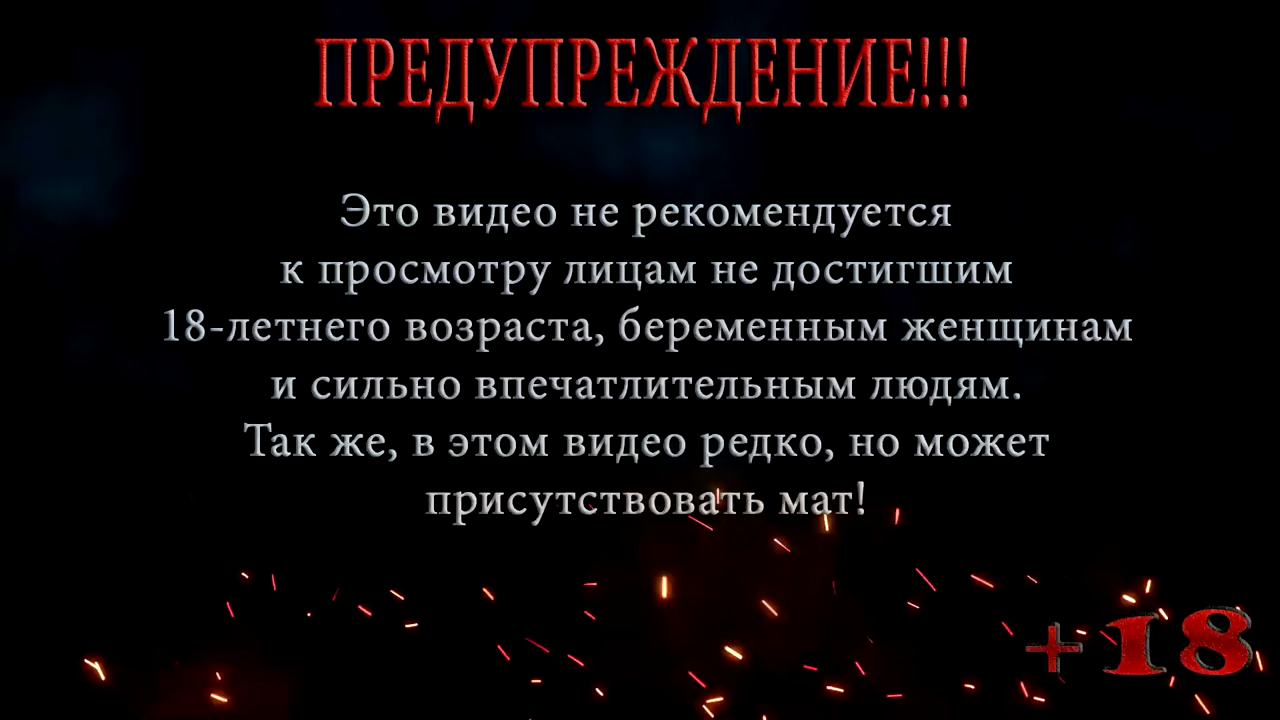 ПРЕДУПРЕЖДЕНИЕ!!!
Это видео не рекомендуется
к просмотру лицам не достигшим
18-летнего возраста, беременным женщинам
и сильно впечатлительным людям.
Так же, в этом видео редко, но может
присутствовать мат!
+18